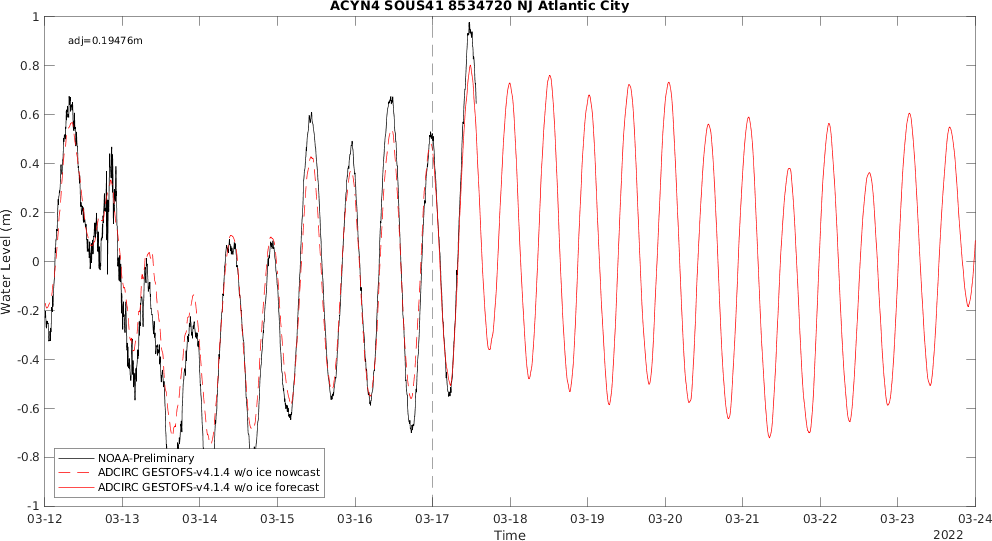 ACYN4 SOUS41 8534720 NJ Atlantic City
adj=0.19476m
Water Level (m)
1
0.8
0.6
0.4
0.2
0
-0.2
-0.4
-0.6
-0.8
-1
NOAA-Preliminary
ADCIRC GESTOFS-v4.1.4 w/o ice nowcast
ADCIRC GESTOFS-v4.1.4 w/o ice forecast
03-12 03-13 03-14 03-15 03-16 03-17 03-18 03-19 03-20 03-21 03-22 03-23 03-24
Time
2022